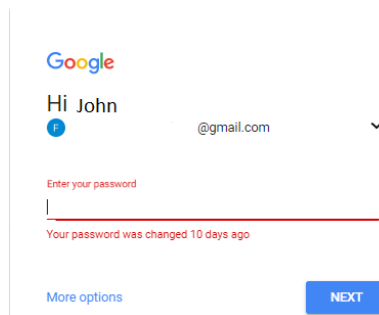 Google
Hi John
F
@gmail.com
Enter your password
Your password was changed 10 days ago
More options
NEXT